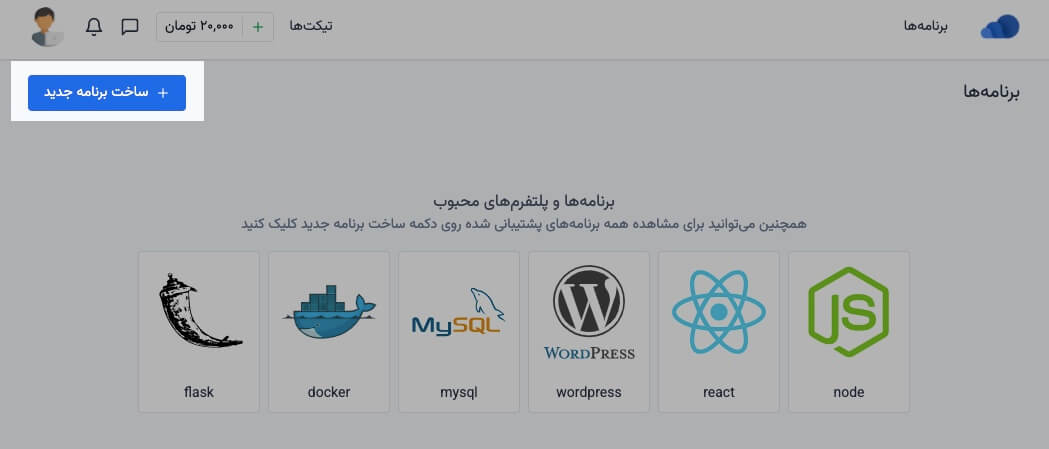 برنامه‌ها
تیکت‌ها
+ ۲۰,۰۰۰ تومان
برنامه‌ها
+ ساخت برنامه جدید
برنامه‌ها و پلتفرم‌های محبوب
همچنین می‌توانید برای مشاهده همه برنامه‌های پشتیبانی شده روی دکمه ساخت برنامه جدید کلیک کنید
JS
node
react
W
WORDPRESS
wordpress
MySQL
mysql
docker
flask